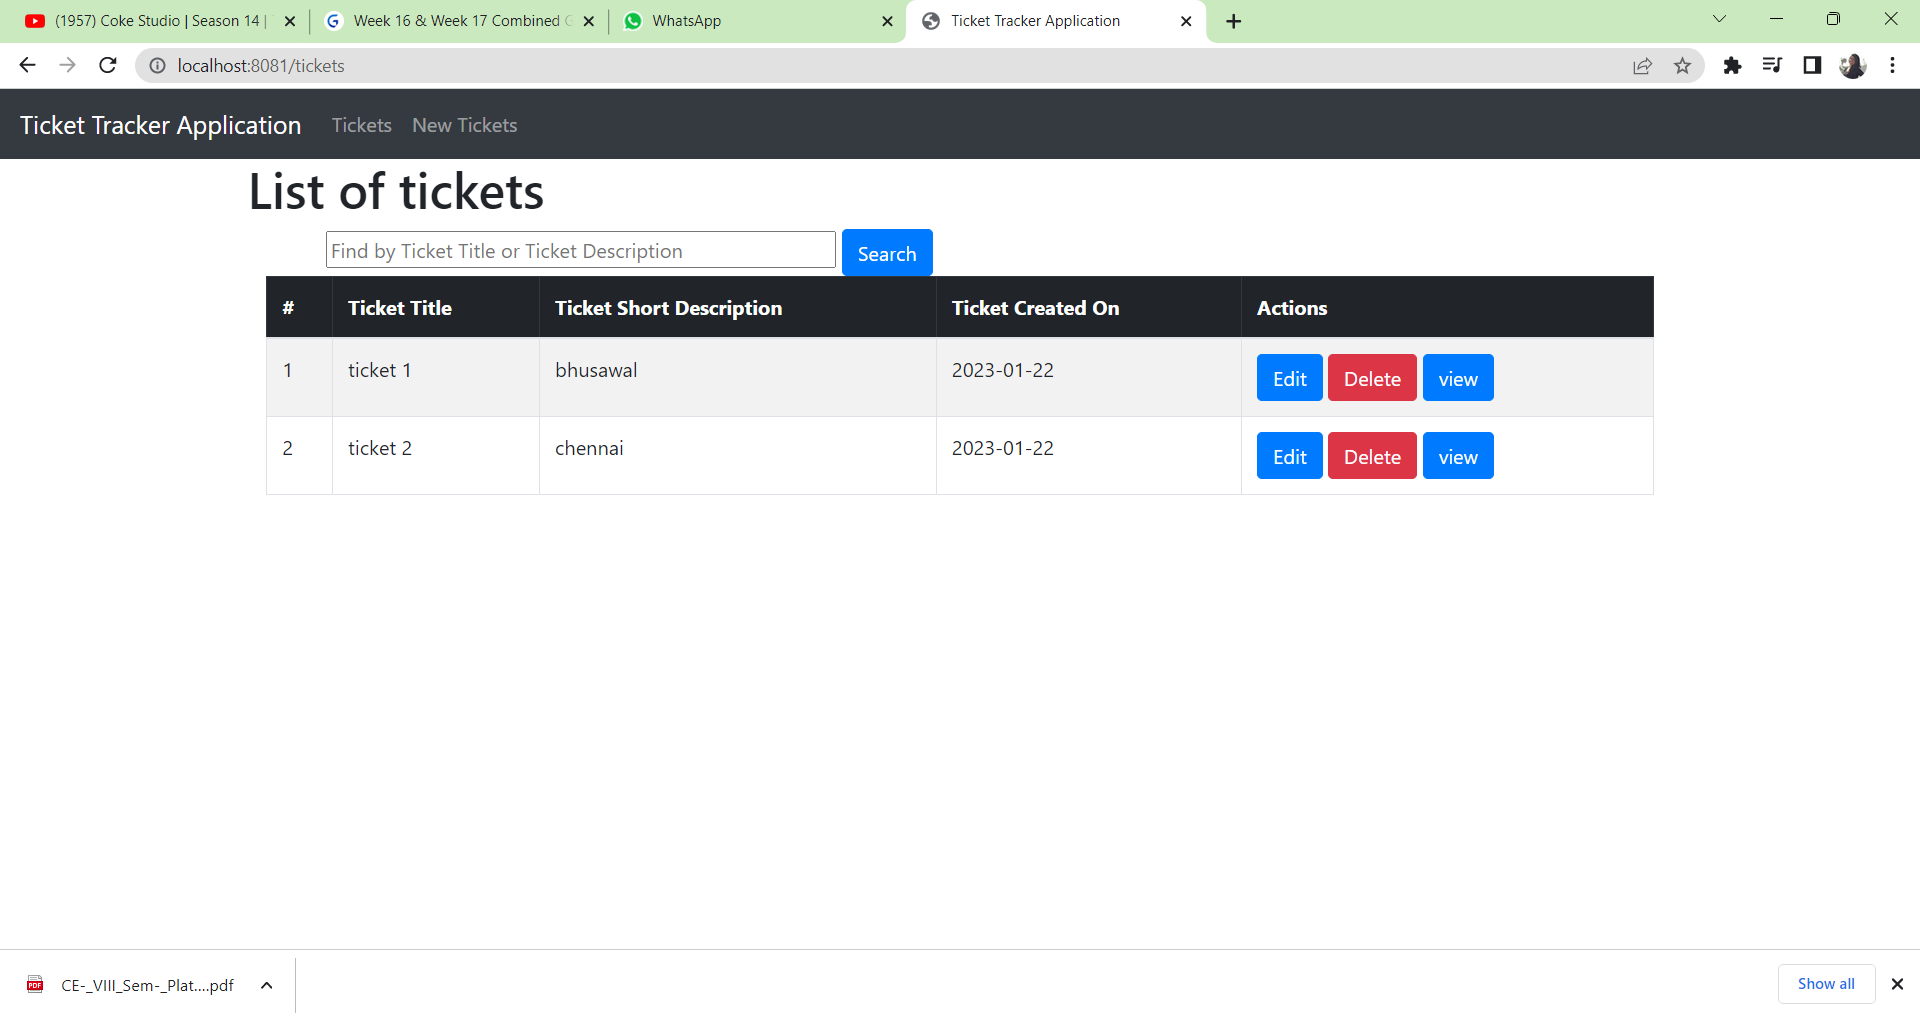 (1957) Coke Studio | Season 14 |
Week 16 & Week 17 Combined
WhatsApp
Ticket Tracker Application
localhost:8081/tickets
Ticket Tracker Application Tickets New Tickets
List of tickets
Find by Ticket Title or Ticket Description Search
# Ticket Title Ticket Short Description Ticket Created On Actions
1 ticket 1 bhusawal 2023-01-22 Edit Delete view
2 ticket 2 chennai 2023-01-22 Edit Delete view
CE-_VIII_Sem-_Plat....pdf Show all